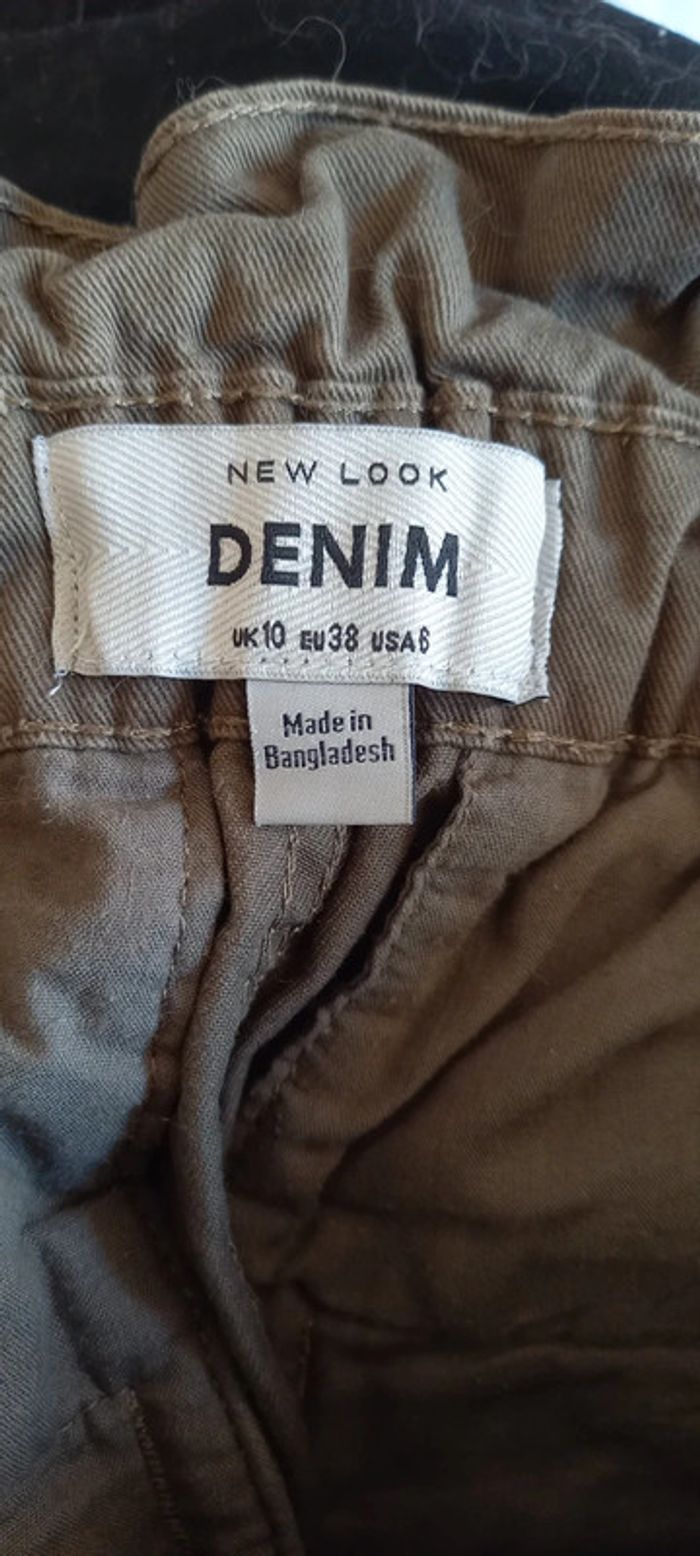 NEW LOOK
DENIM
UK10 EU38 USA6
Made in
Bangladesh